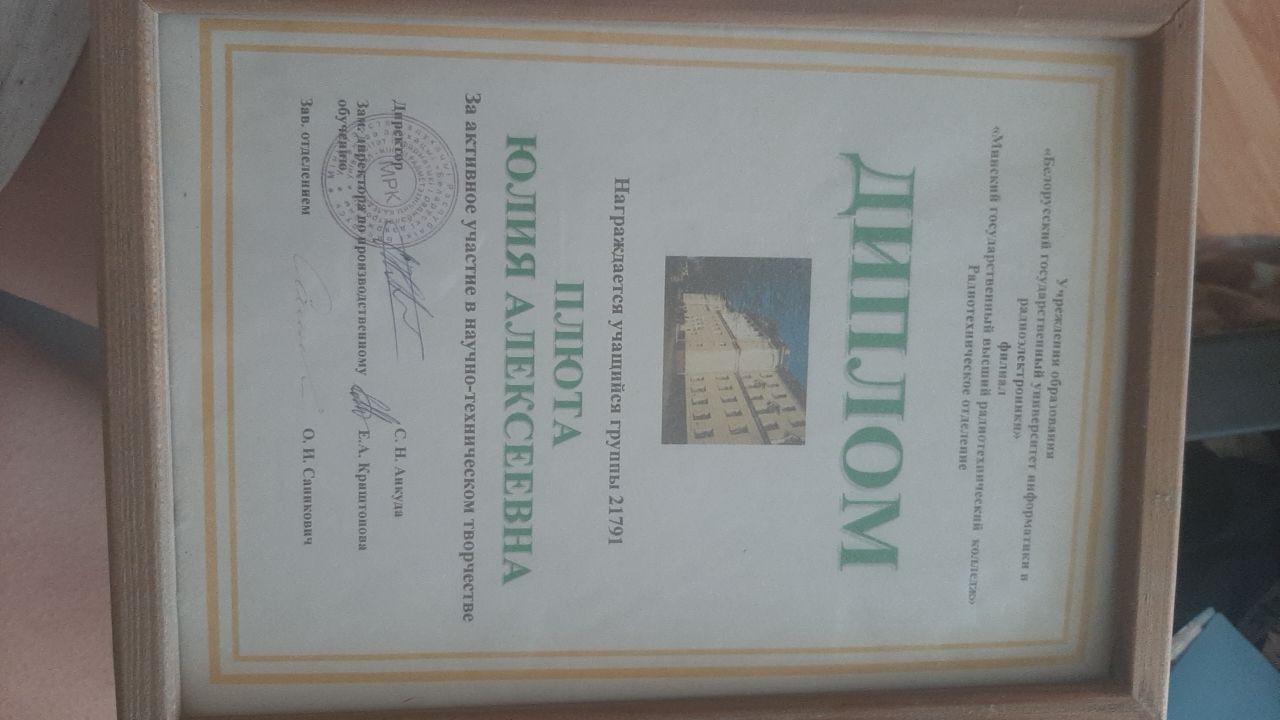 Учреждения образования
«Белорусский государственный университет информатики и
радиоэлектроники»
филиал
«Минский государственный высший радиотехнический колледж»
Радиотехническое отделение
ДИПЛОМ
Награждается учащийся группы 21791
ПЛЮТА
ЮЛИЯ АЛЕКСЕЕВНА
За активное участие в научно-техническом творчестве
Директор С. Н. Анкуда
Зам. директора по производственному
обучению Е.А. Криштопова
Зав. отделением О. И. Санникович
МРК